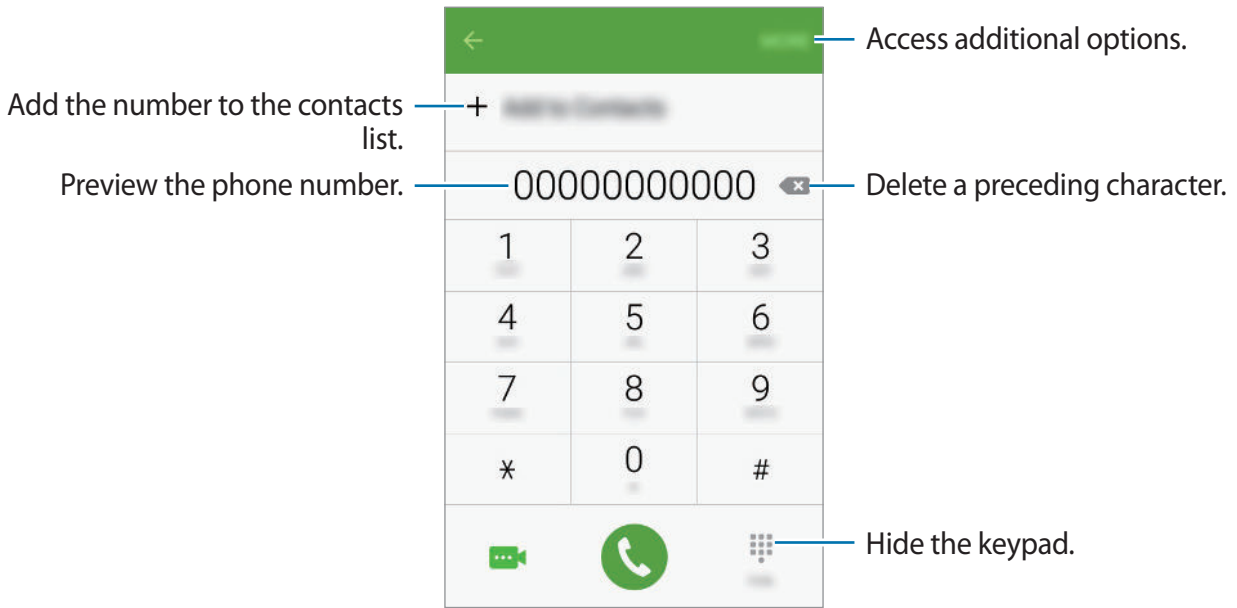 Access additional options.
Add the number to the contacts
list.
Preview the phone number.
00000000000
Delete a preceding character.
1 2 3
4 5 6
7 8 9
* 0 #
Hide the keypad.